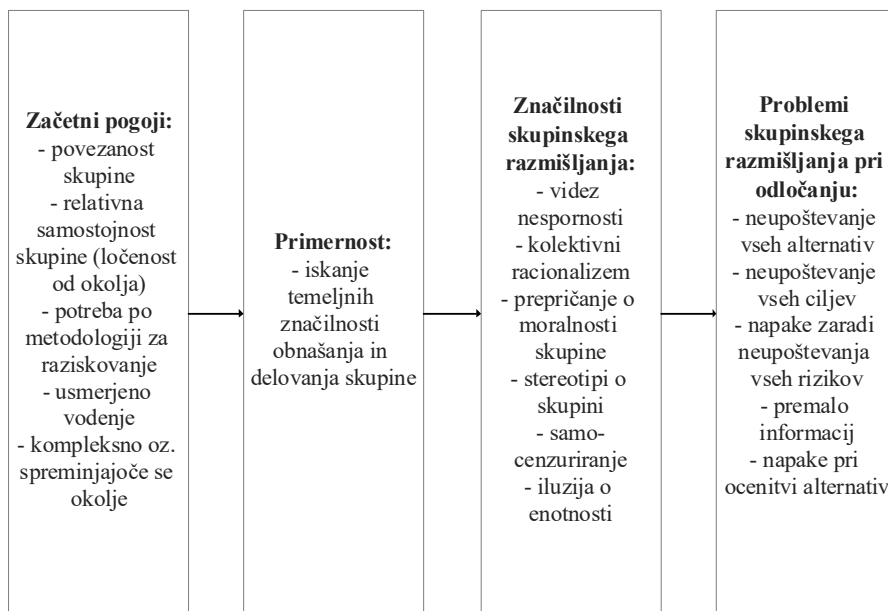 Začetni pogoji:
- povezanost
skupine
- relativna
samostojnost
skupine (ločenost
od okolja)
- potreba po
metodologiji za
raziskovanje
- usmerjeno
vodenje
- kompleksno oz.
spreminjajoče se
okolje
Primernost:
- iskanje
temeljnih
značilnosti
obnašanja in
delovanja skupine
Značilnosti
skupinskega
razmišljanja:
- videz
nespornosti
- kolektivni
racionalizem
- prepričanje o
moralnosti
skupine
- stereotipi o
skupini
- samo-
cenzuriranje
- iluzija o
enotnosti
Problemi
skupinskega
razmišljanja pri
odločanju:
- neupoštevanje
vseh alternativ
- neupoštevanje
vseh ciljev
- napake zaradi
neupoštevanja
vseh rizikov
- premalo
informacij
- napake pri
ocenitvi alternativ